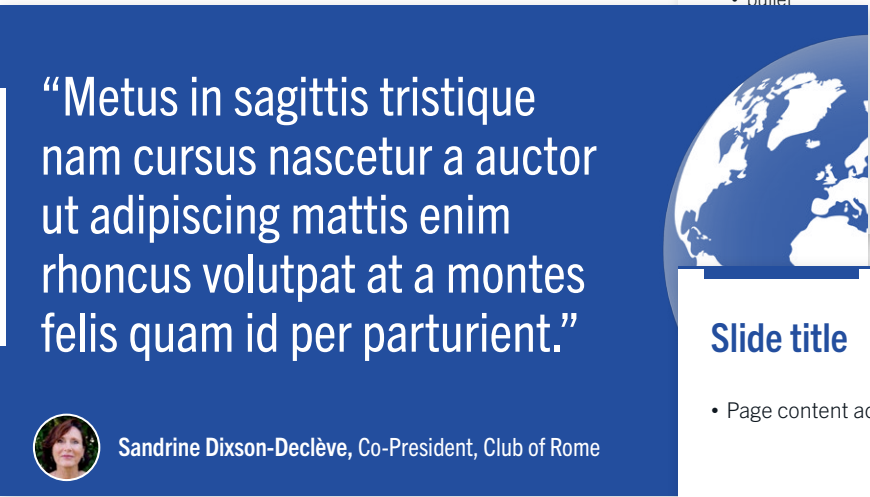 • bullet
“Metus in sagittis tristique
nam cursus nascetur a auctor
ut adipiscing mattis enim
rhoncus volutpat at a montes
felis quam id per parturient.”
Sandrine Dixson-Declève, Co-President, Club of Rome
Slide title
• Page content